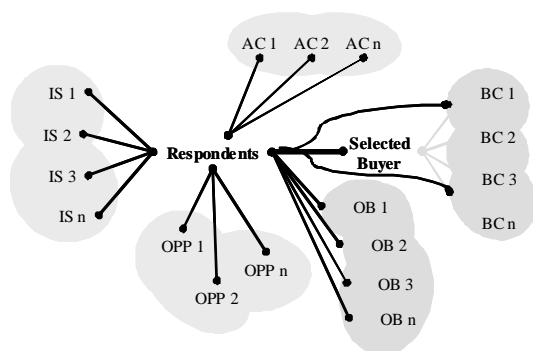 AC 1 AC 2 AC n
IS 1
IS 2
IS 3
IS n
Respondents
Selected
Buyer
BC 1
BC 2
BC 3
BC n
OPP 1
OPP 2
OPP n
OB 1
OB 2
OB 3
OB n